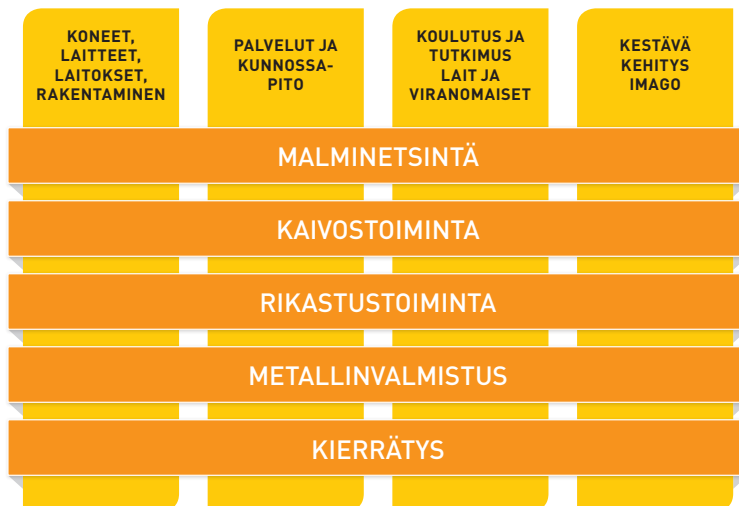 KONEET,
LAITTEET,
LAITOKSET,
RAKENTAMINEN
PALVELUT JA
KUNNOSSA-
PITO
KOULUTUS JA
TUTKIMUS
LAIT JA
VIRANOMAISET
KESTÄVÄ
KEHITYS
IMAGO
MALMINETSINTÄ
KAIVOSTOIMINTA
RIKASTUSTOIMINTA
METALLINVALMISTUS
KIERRÄTYS